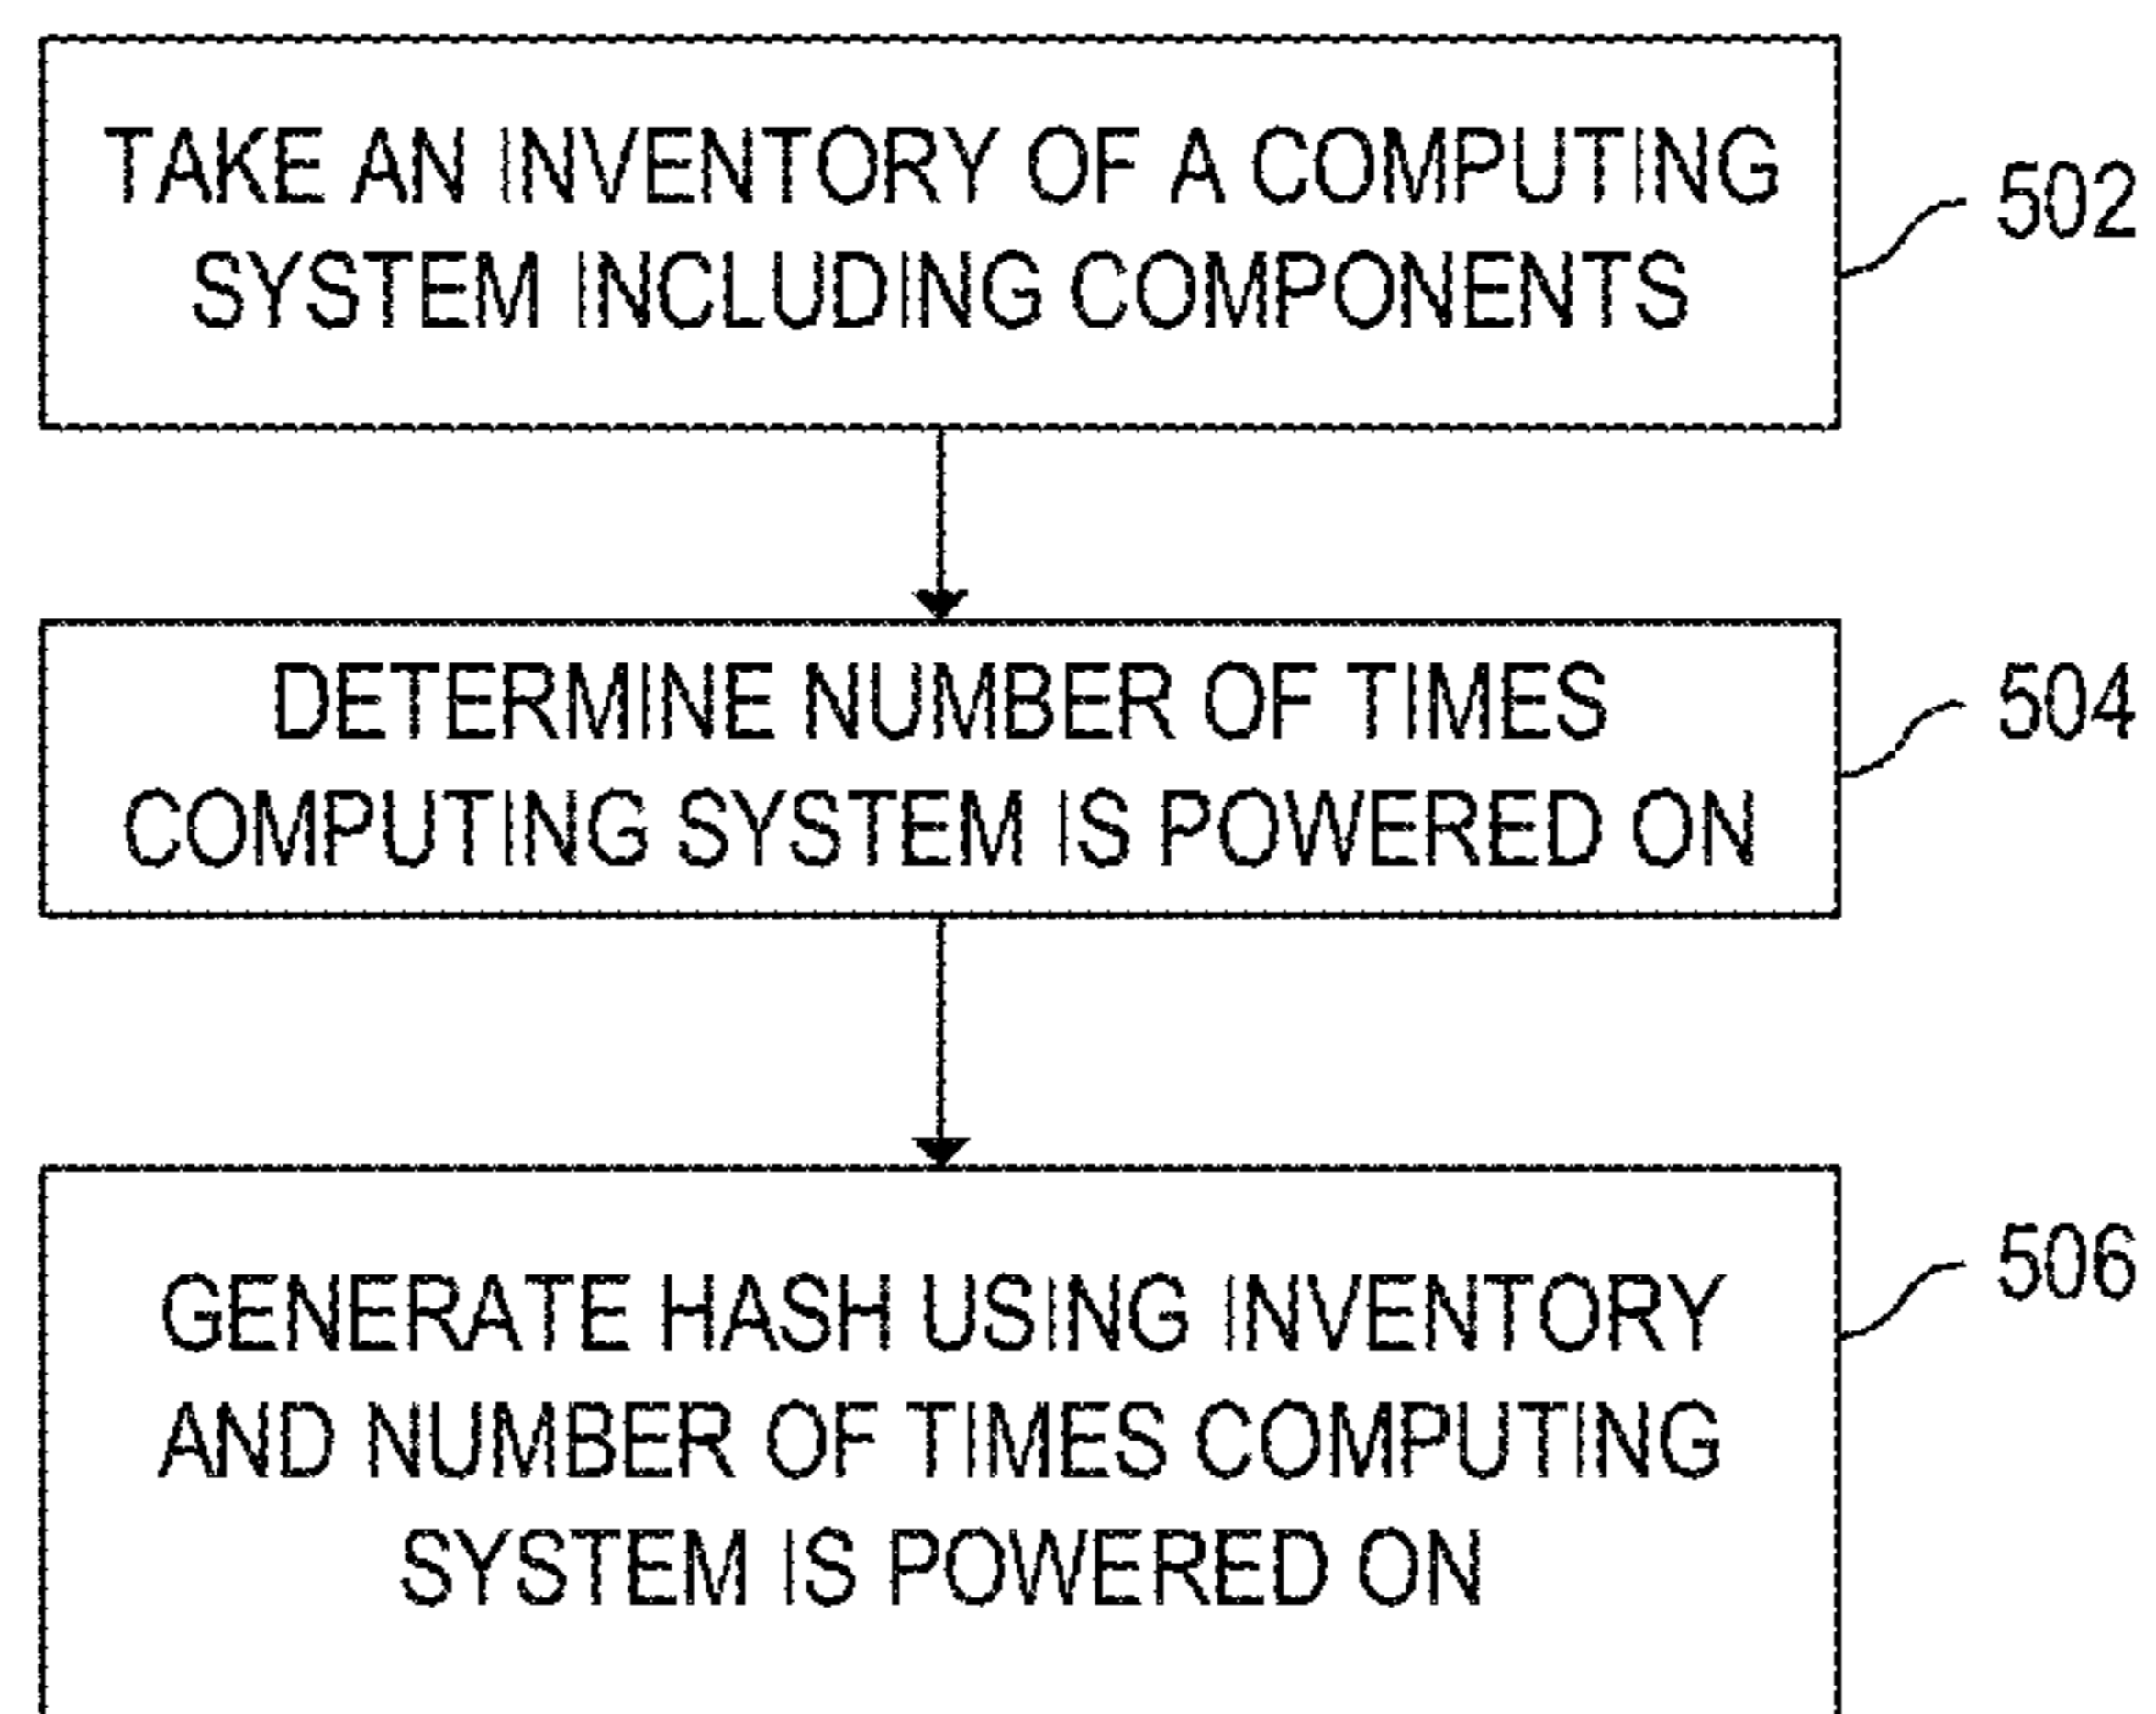 TAKE AN INVENTORY OF A COMPUTING
SYSTEM INCLUDING COMPONENTS
502
DETERMINE NUMBER OF TIMES
COMPUTING SYSTEM IS POWERED ON
504
GENERATE HASH USING INVENTORY
AND NUMBER OF TIMES COMPUTING
SYSTEM IS POWERED ON
506